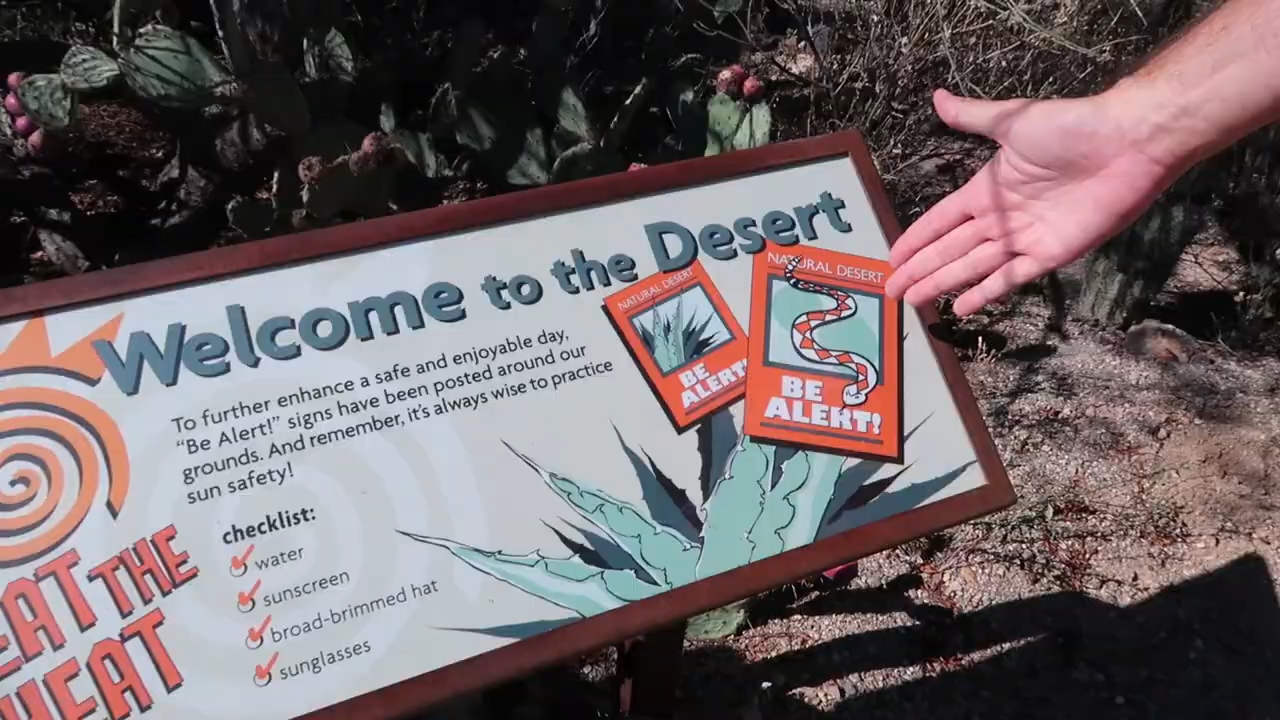 Welcome to the Desert
To further enhance a safe and enjoyable day,
"Be Alert!" signs have been posted around our
grounds. And remember, it's always wise to practice
sun safety!
checklist:
water
sunscreen
broad-brimmed hat
sunglasses
EAT THE
HEAT
NATURAL DESERT
BE
ALERT!
NATURAL DESERT
BE
ALERT!